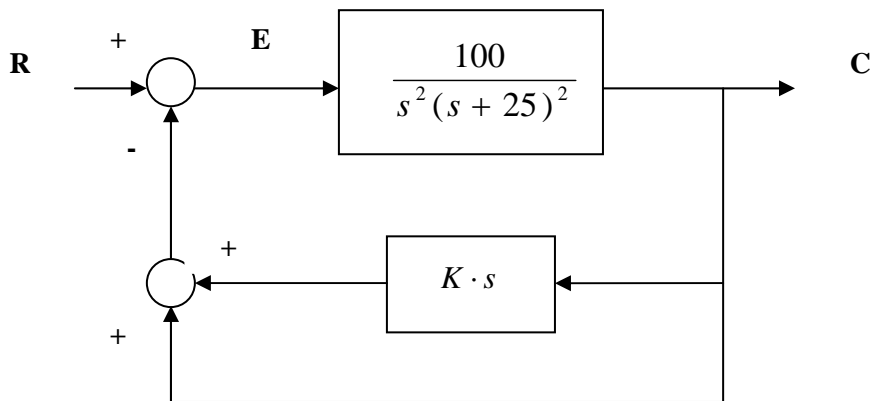 +
E
R
100
s²(s + 25)²
C
-
+
K · s
+